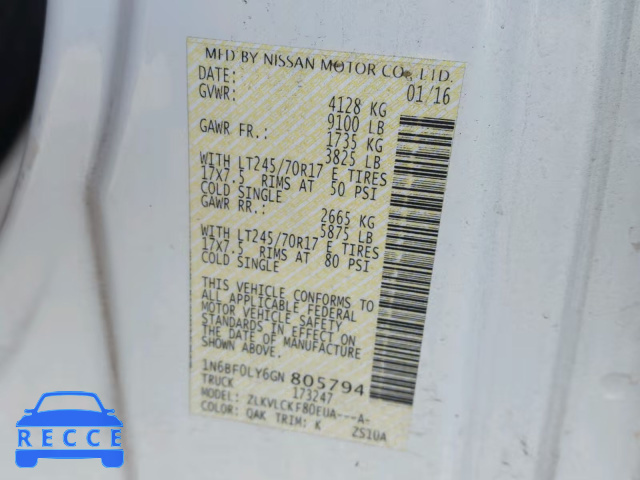 MFD BY NISSAN MOTOR CO., LTD.
DATE: 01/16
GVWR: 4128 KG
9100 LB
GAWR FR.: 1735 KG
3825 LB
WITH LT245/70R17 E TIRES
17X7.5 RIMS AT 50 PSI
COLD SINGLE
GAWR RR.: 2665 KG
5875 LB
WITH LT245/70R17 E TIRES
17X7.5 RIMS AT 80 PSI
COLD SINGLE
THIS VEHICLE CONFORMS TO
ALL APPLICABLE FEDERAL
MOTOR VEHICLE SAFETY
STANDARDS IN EFFECT ON
THE DATE OF MANUFACTURE
SHOWN ABOVE.
1N6BF0LY6GN 805794
TRUCK 173247
MODEL: ZLKVLCKF80EUA---A-
COLOR: QAK TRIM: K 2S10A
RECCE